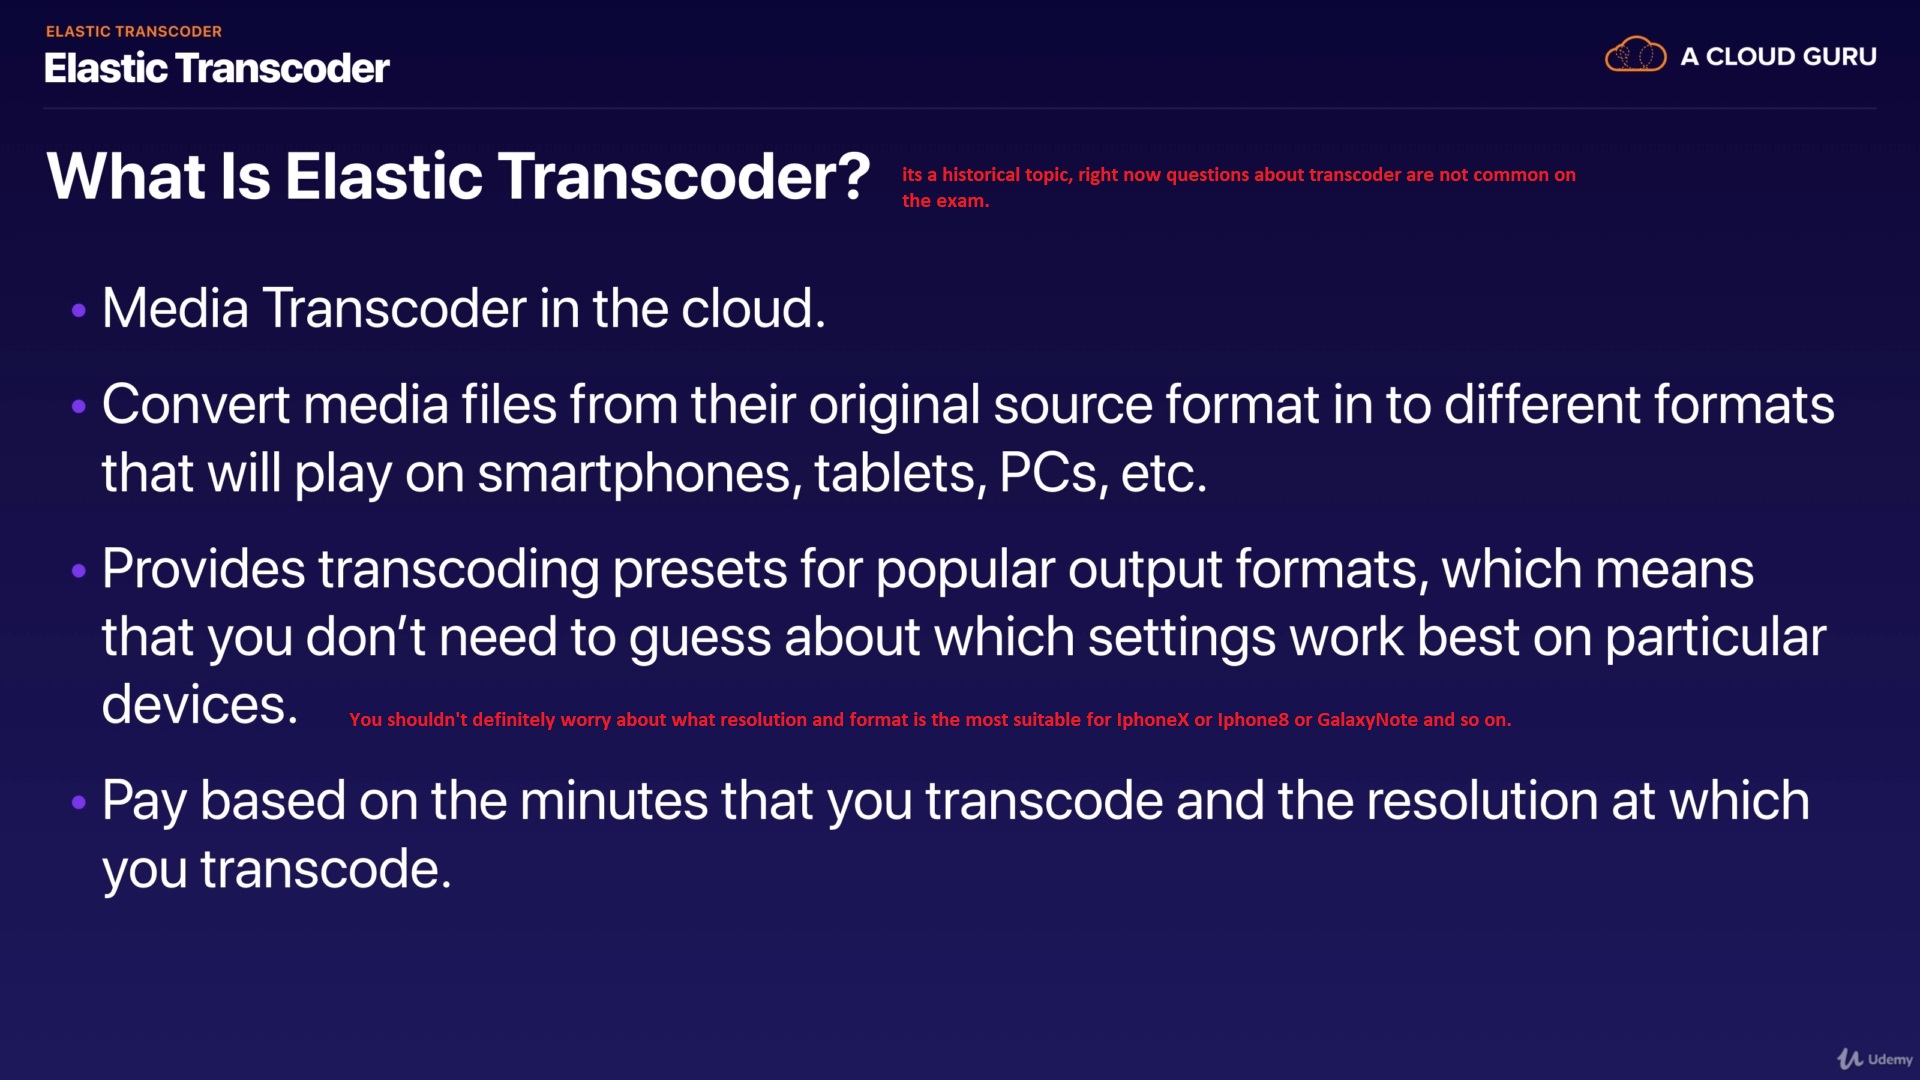 ELASTIC TRANSCODER
Elastic Transcoder
A CLOUD GURU
What Is Elastic Transcoder?
its a historical topic, right now questions about transcoder are not common on
the exam.
• Media Transcoder in the cloud.
• Convert media files from their original source format in to different formats
that will play on smartphones, tablets, PCs, etc.
• Provides transcoding presets for popular output formats, which means
that you don’t need to guess about which settings work best on particular
devices.
You shouldn't definitely worry about what resolution and format is the most suitable for IphoneX or Iphone8 or GalaxyNote and so on.
• Pay based on the minutes that you transcode and the resolution at which
you transcode.
Udemy